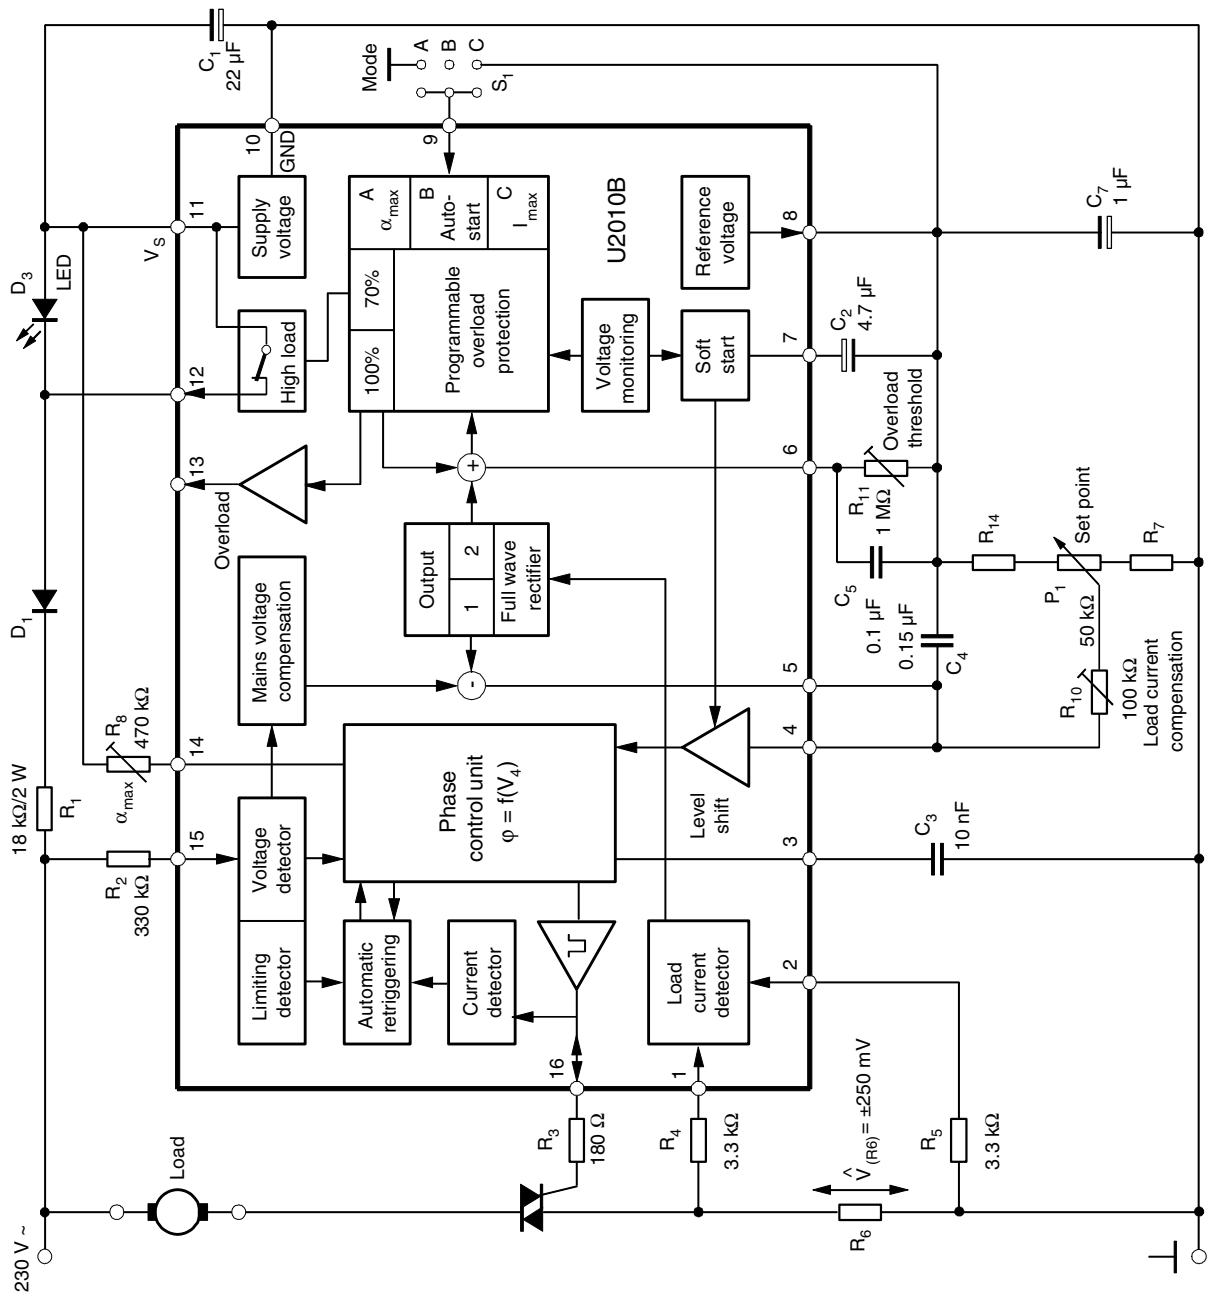 230 V ~
Load
18 kΩ/2 W
R1
D1
D3
LED
C1
22 µF
R2
330 kΩ
R8
470 kΩ
αmax
VS
15
14
13
12
11
10
GND
Limiting
detector
Voltage
detector
Mains voltage
compensation
Overload
High load
Supply
voltage
Mode
A
B
C
S1
9
Automatic
retriggering
Phase
control unit
φ = f(V4)
Current
detector
Output
1
2
Full wave
rectifier
100%
70%
A
αmax
B
Auto-
start
C
Imax
Programmable
overload
protection
U2010B
Voltage
monitoring
Reference
voltage
Soft
start
Level
shift
Load
current
detector
+
-
16
R3
180 Ω
1
R4
3.3 kΩ
2
3
4
5
6
7
8
R6
V̂(R6) = ±250 mV
R5
3.3 kΩ
C3
10 nF
R10
100 kΩ
Load current
compensation
C4
0.15 µF
C5
0.1 µF
R11
1 MΩ
Overload
threshold
C2
4.7 µF
C7
1 µF
R14
P1
50 kΩ
Set point
R7